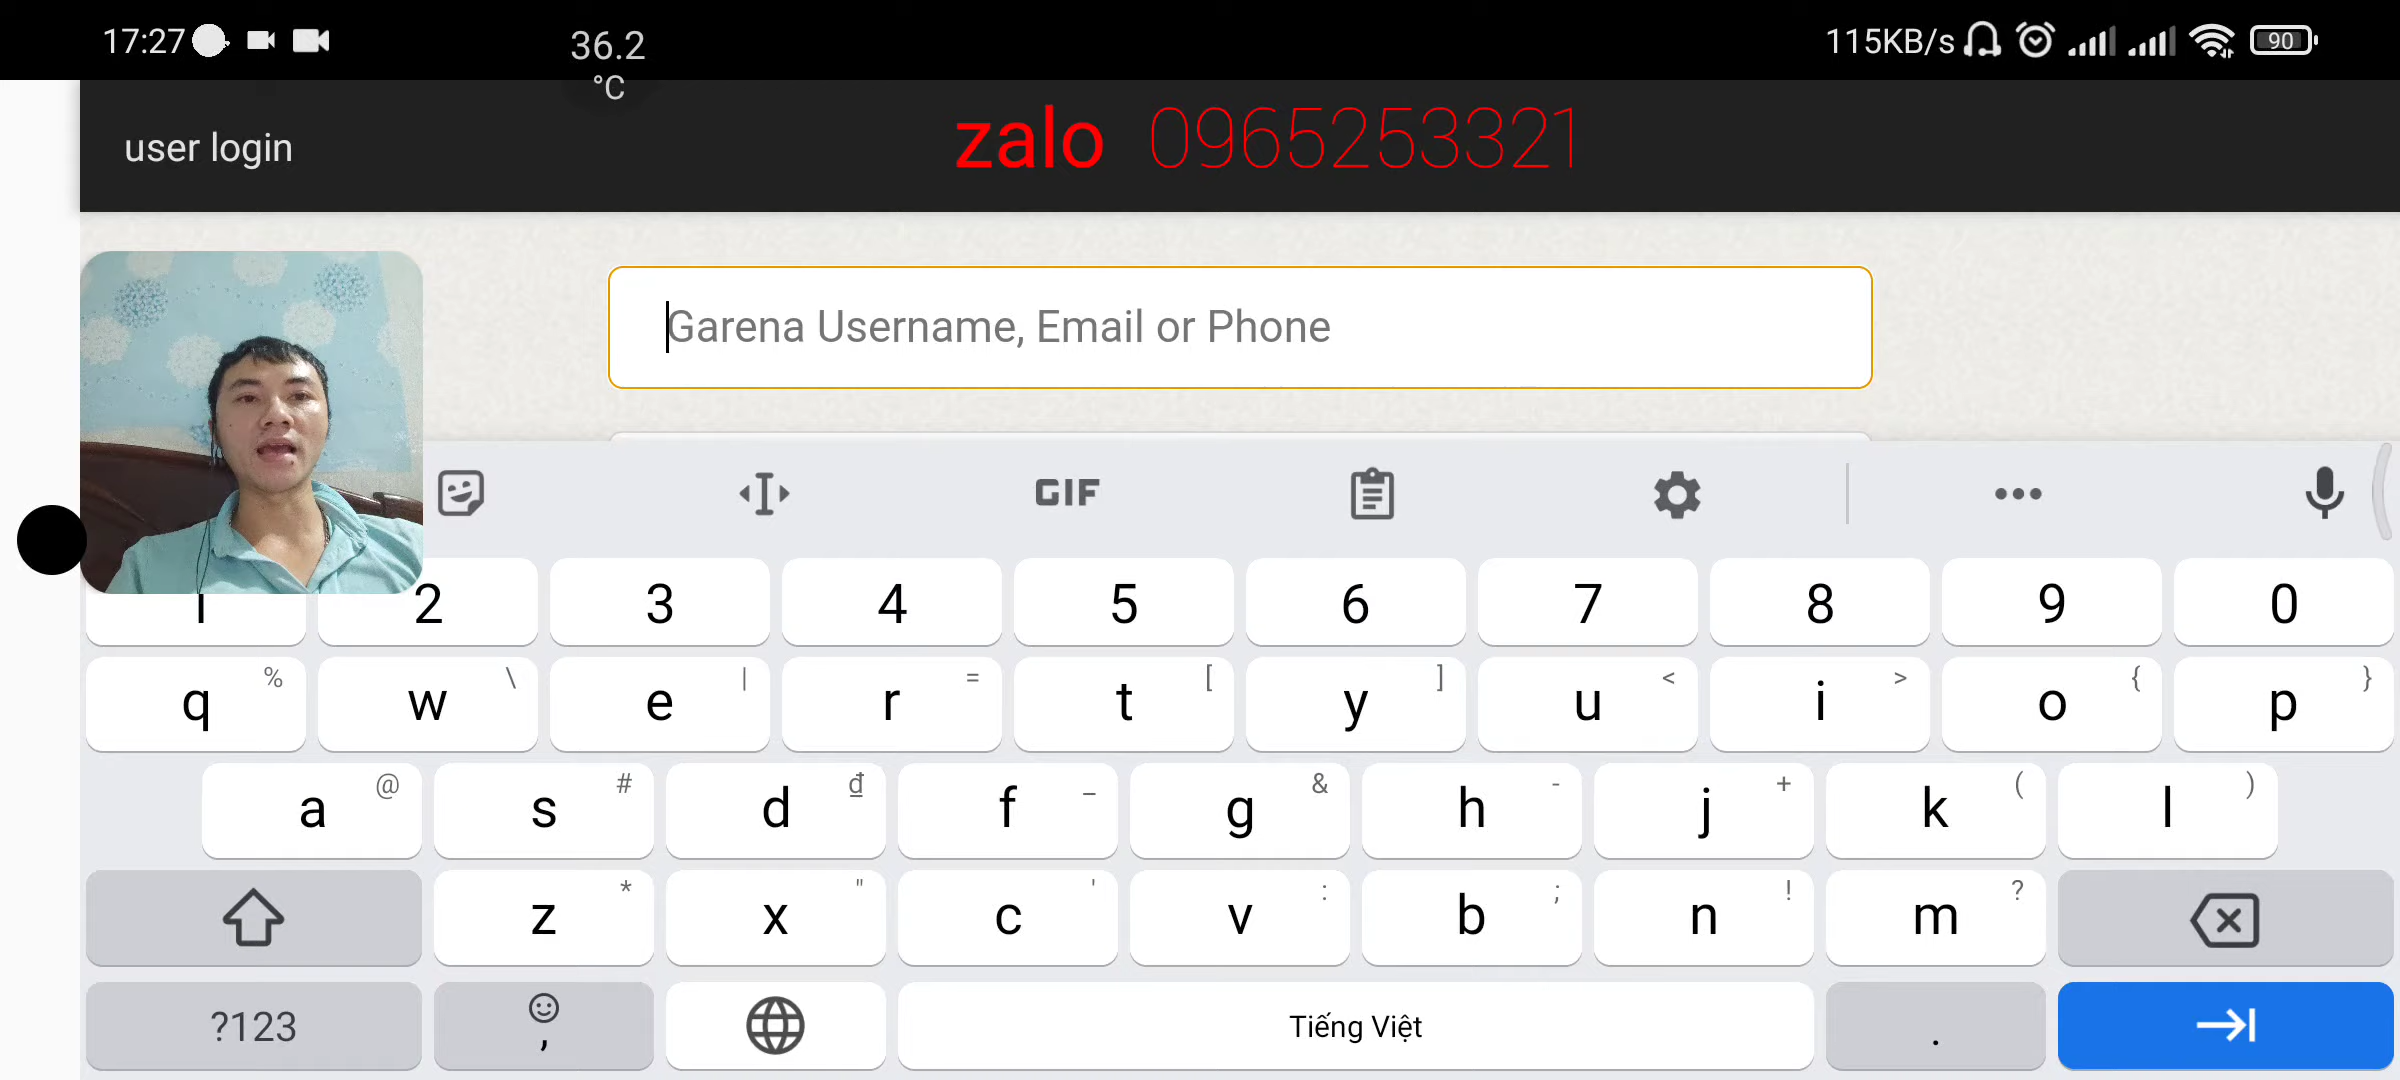 17:27
36.2
°C
115KB/s
90
user login
zalo 0965253321
Garena Username, Email or Phone
GIF
2 3 4 5 6 7 8 9 0
q % w \ e | r = t [ y ] u < i > o { p }
a @ s # d ₫ f _ g & h - j + k ( l )
z * x " c ' v : b ; n ! m ?
?123 , Tiếng Việt .